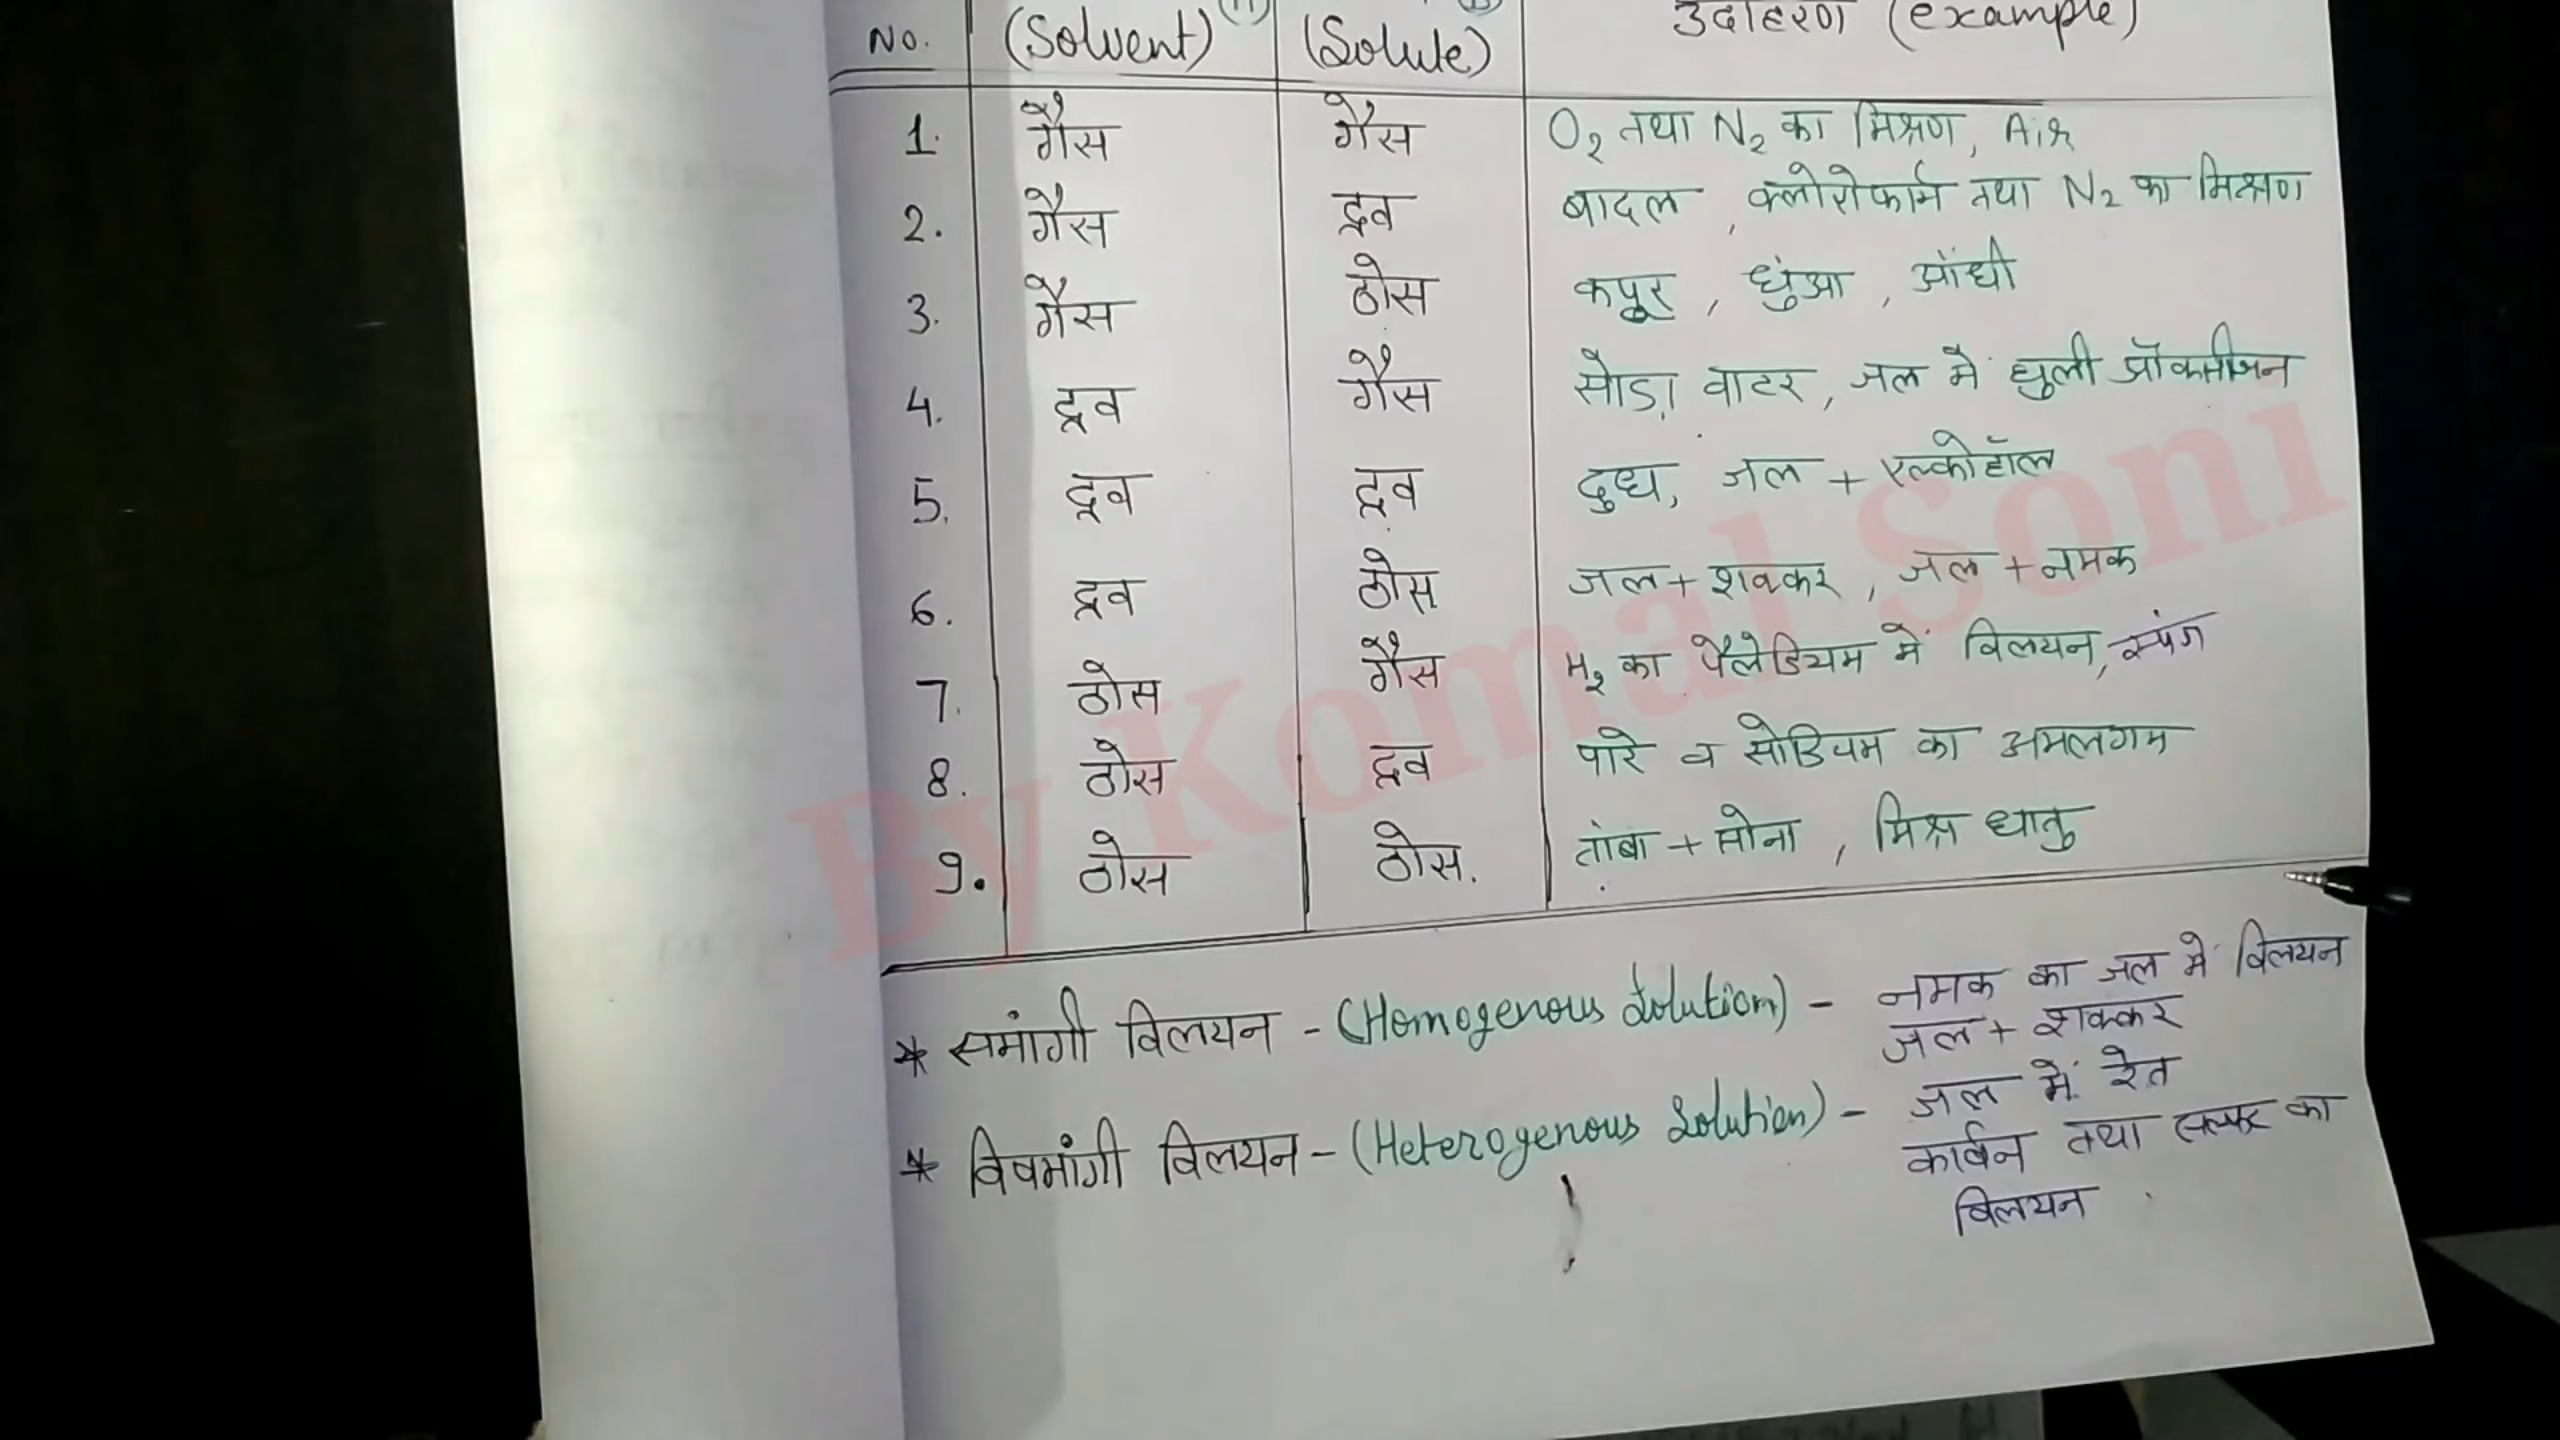 No. (Solvent) (Solute) उदाहरण (example)
1. गैस गैस O2 तथा N2 का मिश्रण, Air
2. गैस द्रव बादल, क्लोरोफार्म तथा N2 का मिश्रण
3. गैस ठोस कपूर, धुंआ, आंधी
4. द्रव गैस सोडा वाटर, जल में घुली ऑक्सीजन
5. द्रव द्रव दुध, जल + एल्कोहॉल
6. द्रव ठोस जल + शक्कर, जल + नमक
7. ठोस गैस H2 का पैलेडियम में विलयन, स्पंज
8. ठोस द्रव पारे व सोडियम का अमलगम
9. ठोस ठोस. तांबा + सोना, मिश्र धातु
* समांगी विलयन - (Homogenous Solution) - नमक का जल में विलयन
जल + शक्कर
* विषमांगी विलयन - (Heterogenous Solution) - जल में रेत
कार्बन तथा सल्फर का
विलयन
By Komal Soni